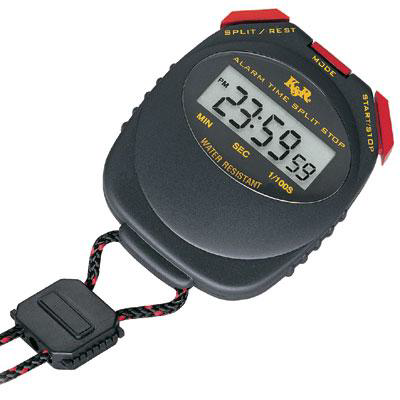 SPLIT / REST
MODE
START/STOP
K&R
ALARM TIME SPLIT STOP
PM
23:59 59
MIN SEC 1/100S
WATER RESISTANT